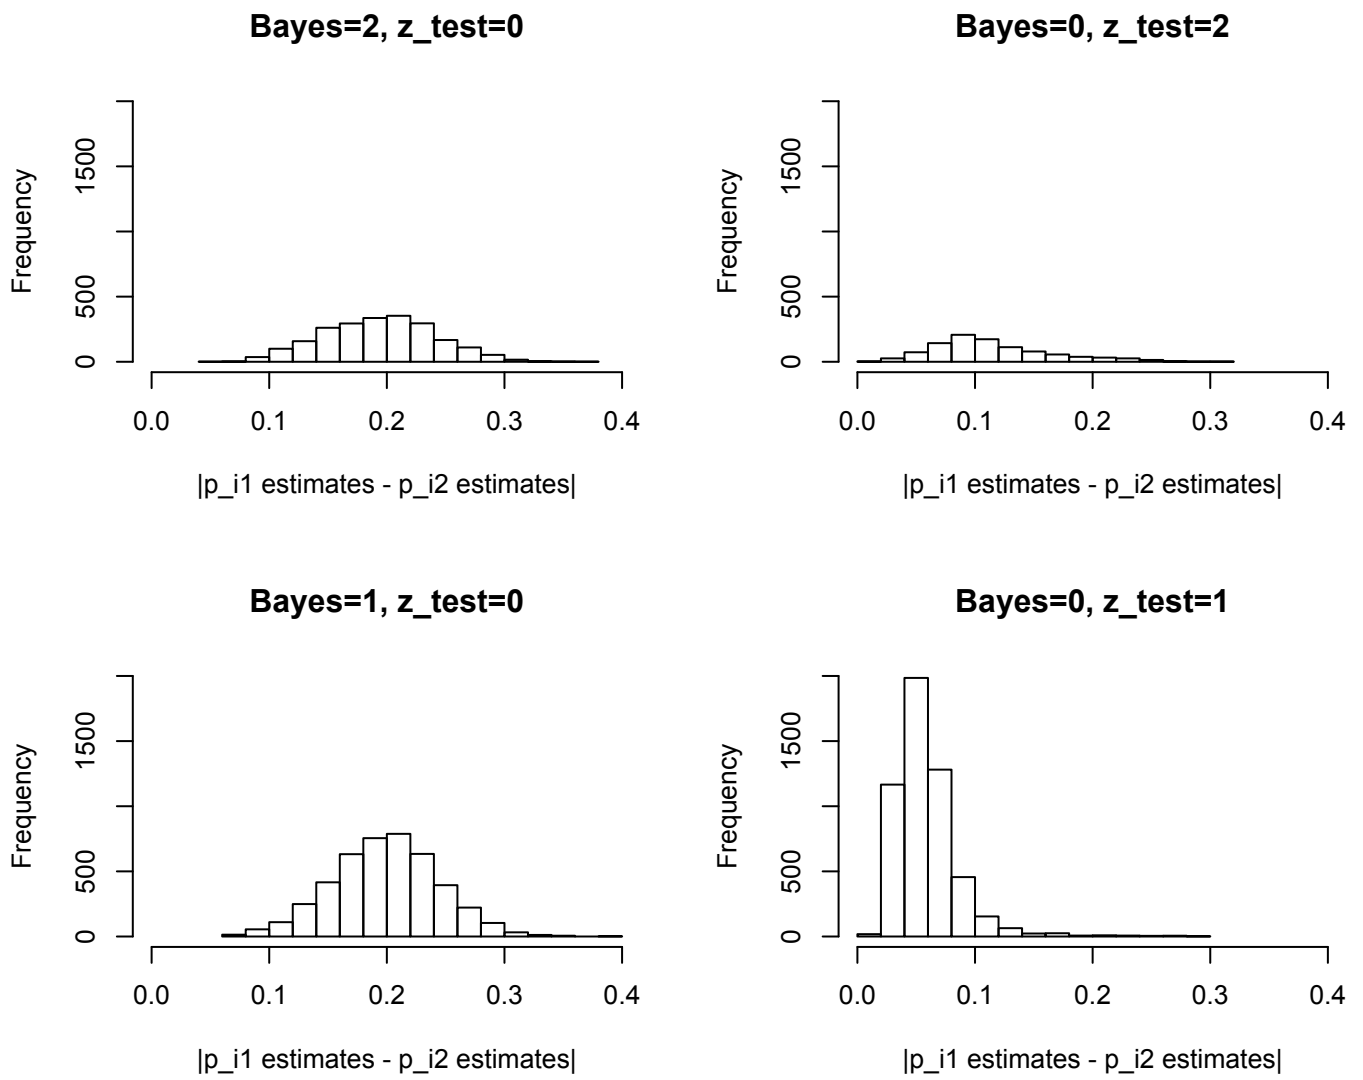 Bayes=2, z_test=0
Frequency
0 500 1500
0.0 0.1 0.2 0.3 0.4
|p_i1 estimates - p_i2 estimates|
Bayes=0, z_test=2
Frequency
0 500 1500
0.0 0.1 0.2 0.3 0.4
|p_i1 estimates - p_i2 estimates|
Bayes=1, z_test=0
Frequency
0 500 1500
0.0 0.1 0.2 0.3 0.4
|p_i1 estimates - p_i2 estimates|
Bayes=0, z_test=1
Frequency
0 500 1500
0.0 0.1 0.2 0.3 0.4
|p_i1 estimates - p_i2 estimates|